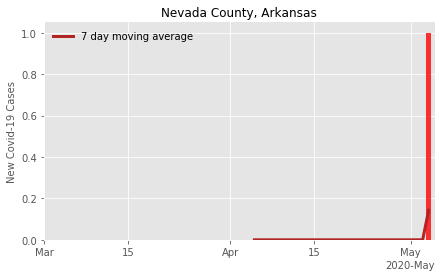 Nevada County, Arkansas
7 day moving average
New Covid-19 Cases
1.0
0.8
0.6
0.4
0.2
0.0
Mar
15
Apr
15
May
2020-May